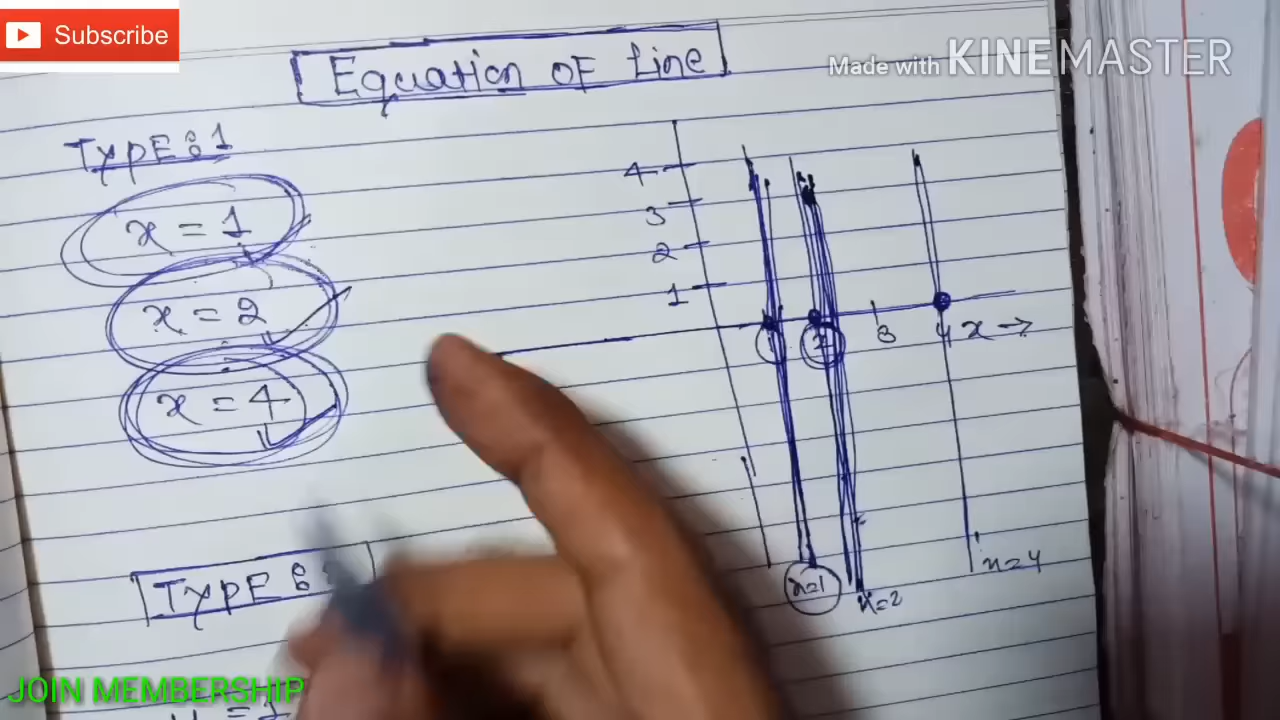 Subscribe
Made with KINEMASTER
Equation OF Line
TYPE:1
x = 1
x = 2
x = 4
4
3
2
1
1 2 3 4 x →
x=1 x=2 x=4
TYPE:
JOIN MEMBERSHIP